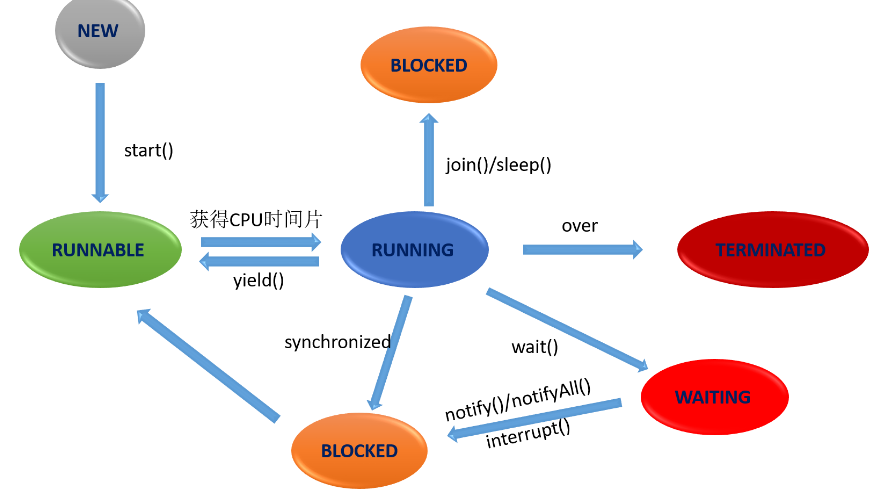 NEW
BLOCKED
start()
join()/sleep()
获得CPU时间片
over
RUNNABLE
RUNNING
TERMINATED
yield()
synchronized
wait()
notify()/notifyAll()
WAITING
interrupt()
BLOCKED